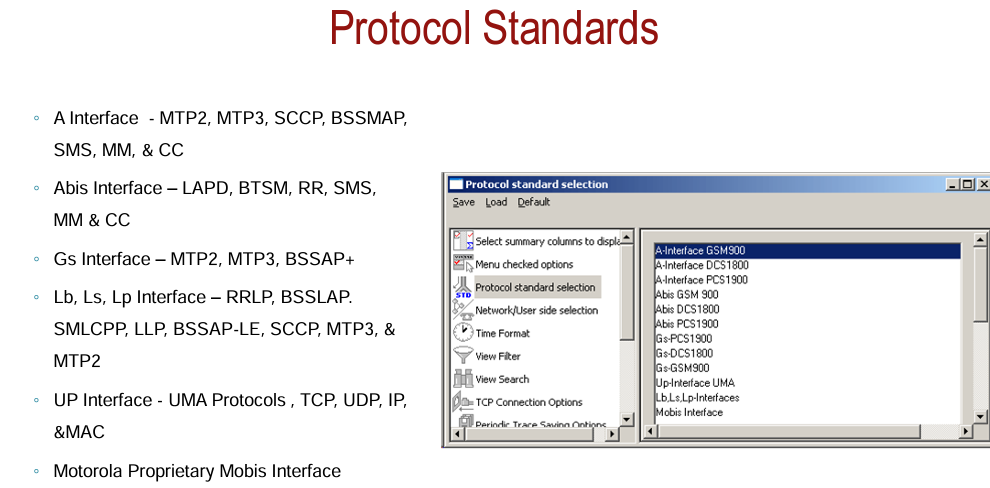 Protocol Standards
A Interface - MTP2, MTP3, SCCP, BSSMAP,
SMS, MM, & CC
Abis Interface – LAPD, BTSM, RR, SMS,
MM & CC
Gs Interface – MTP2, MTP3, BSSAP+
Lb, Ls, Lp Interface – RRLP, BSSLAP.
SMLCPP, LLP, BSSAP-LE, SCCP, MTP3, &
MTP2
UP Interface - UMA Protocols , TCP, UDP, IP,
&MAC
Motorola Proprietary Mobis Interface
Protocol standard selection
Save Load Default
Select summary columns to displa
Menu checked options
STD
Protocol standard selection
Network/User side selection
Time Format
View Filter
View Search
TCP Connection Options
Periodic Trace Saving Options
A-Interface GSM900
A-Interface DCS1800
A-Interface PCS1900
Abis GSM 900
Abis DCS1800
Abis PCS1900
Gs-PCS1900
Gs-DCS1800
Gs-GSM900
Up-Interface UMA
Lb,Ls,Lp-Interfaces
Mobis Interface